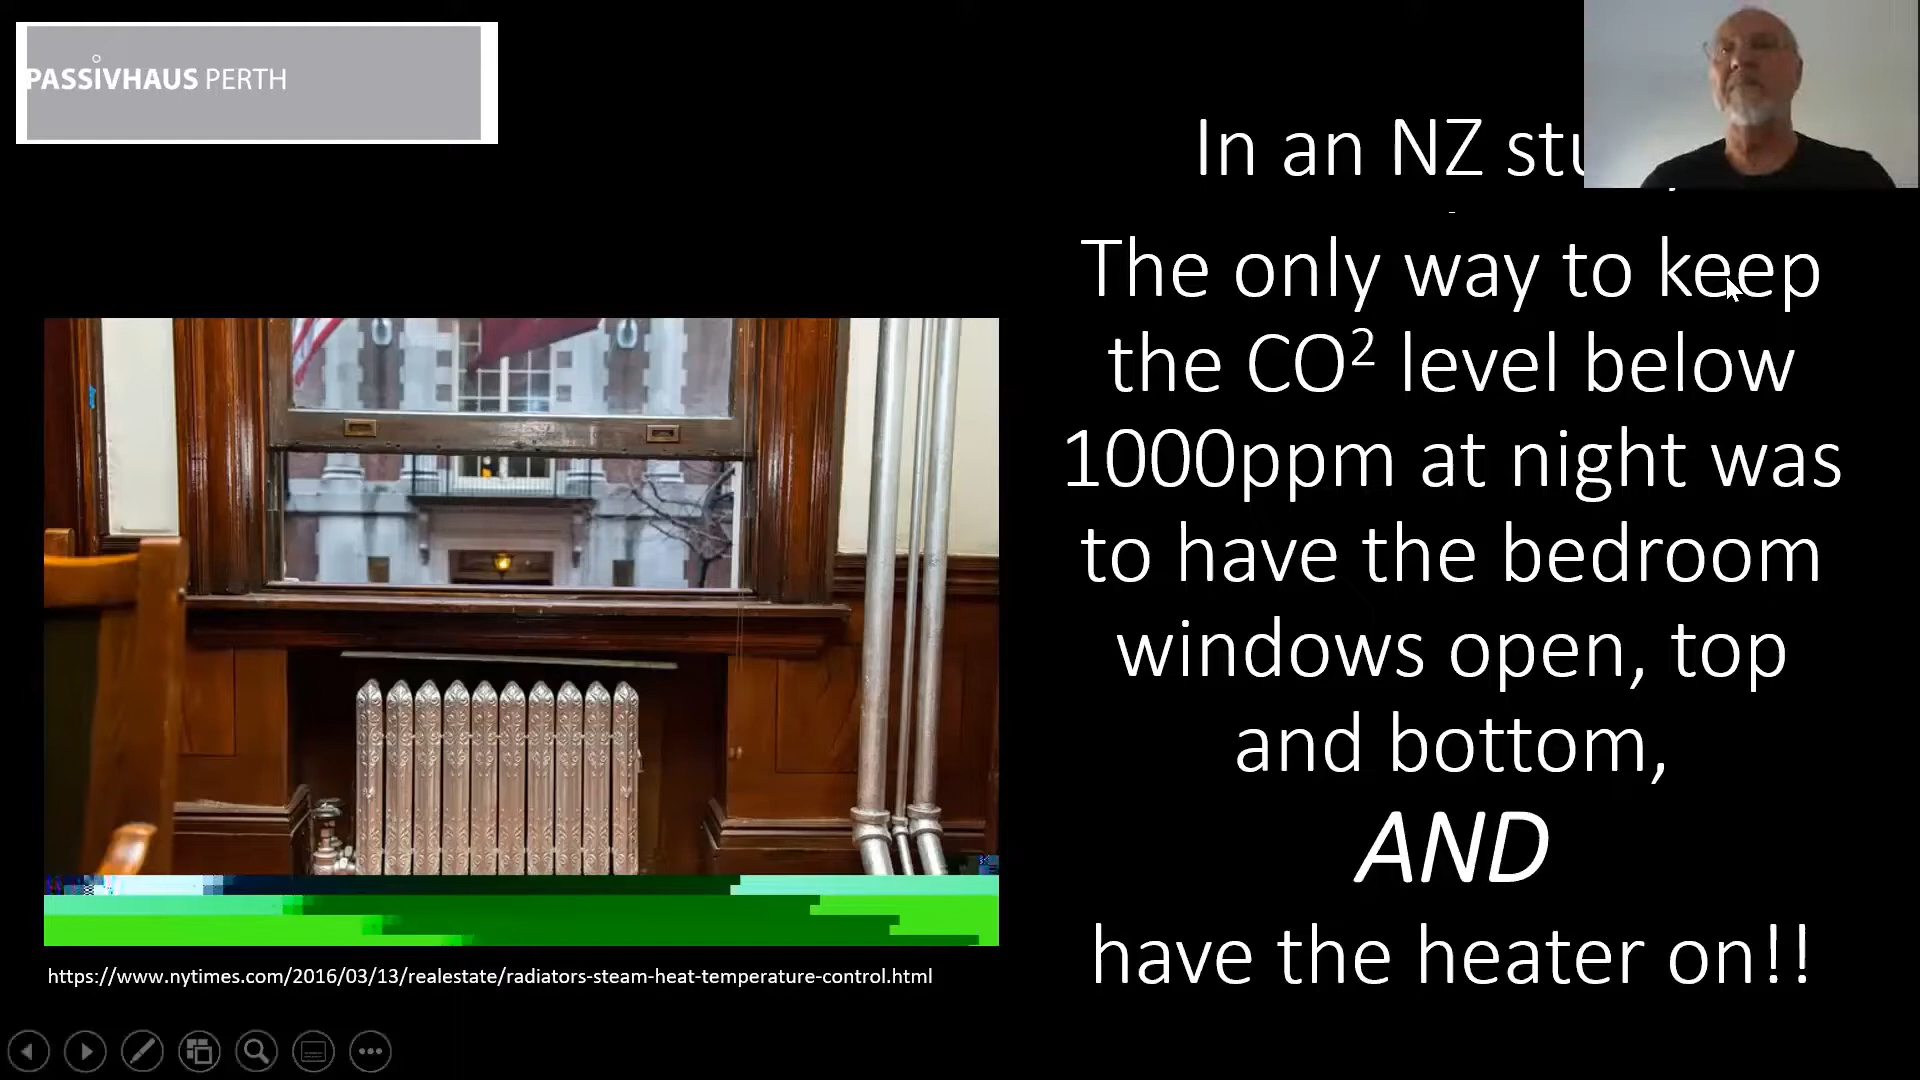 PASSIVHAUS PERTH
In an NZ
The only way to keep
the CO² level below
1000ppm at night was
to have the bedroom
windows open, top
and bottom,
AND
have the heater on!!
https://www.nytimes.com/2016/03/13/realestate/radiators-steam-heat-temperature-control.html